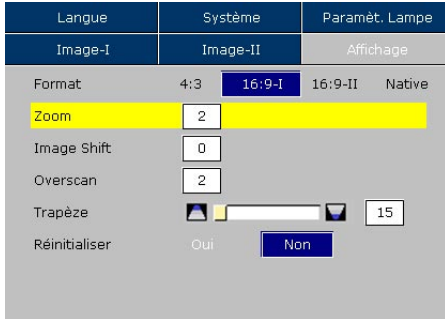 Langue Système Paramèt. Lampe
Image-I Image-II Affichage
Format 4:3 16:9-I 16:9-II Native
Zoom 2
Image Shift 0
Overscan 2
Trapèze 15
Réinitialiser Oui Non